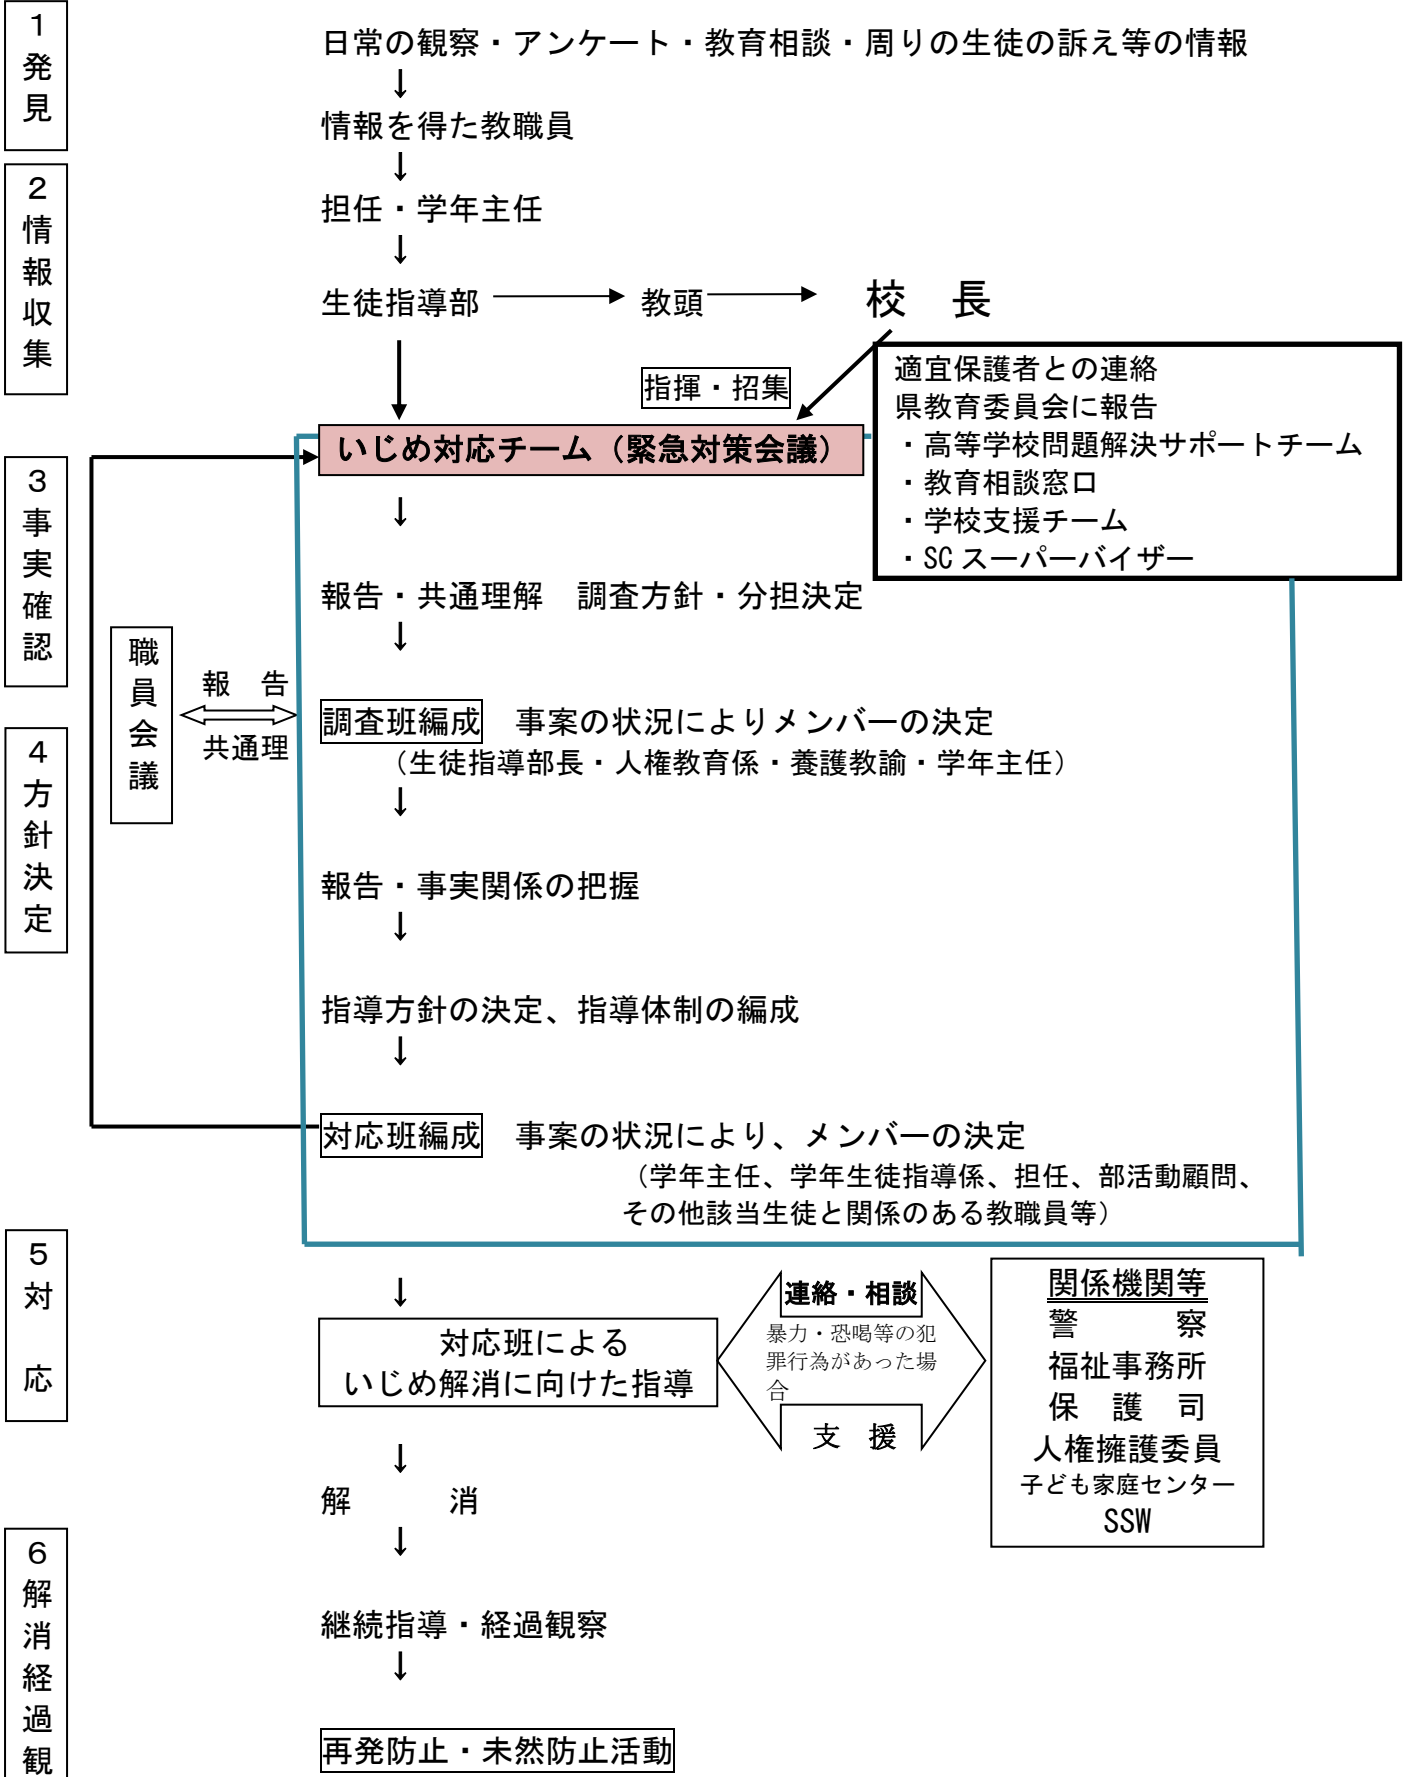 1
発見
日常の観察・アンケート・教育相談・周りの生徒の訴え等の情報
↓
情報を得た教職員
↓
2
情報収集
担任・学年主任
↓
生徒指導部
教頭
校　長
指揮・招集
適宜保護者との連絡
県教育委員会に報告
・高等学校問題解決サポートチーム
・教育相談窓口
・学校支援チーム
・SCスーパーバイザー
いじめ対応チーム（緊急対策会議）
↓
3
事実確認
報告・共通理解　調査方針・分担決定
↓
職員会議
報　告
共通理
調査班編成　事案の状況によりメンバーの決定
（生徒指導部長・人権教育係・養護教諭・学年主任）
↓
4
方針決定
報告・事実関係の把握
↓
指導方針の決定、指導体制の編成
↓
対応班編成　事案の状況により、メンバーの決定
（学年主任、学年生徒指導係、担任、部活動顧問、
その他該当生徒と関係のある教職員等）
5
対　応
↓
対応班による
いじめ解消に向けた指導
連絡・相談
暴力・恐喝等の犯
罪行為があった場
合
支　援
関係機関等
警　　　察
福祉事務所
保　護　司
人権擁護委員
子ども家庭センター
SSW
↓
解　　　消
↓
6
解消経過観
継続指導・経過観察
↓
再発防止・未然防止活動